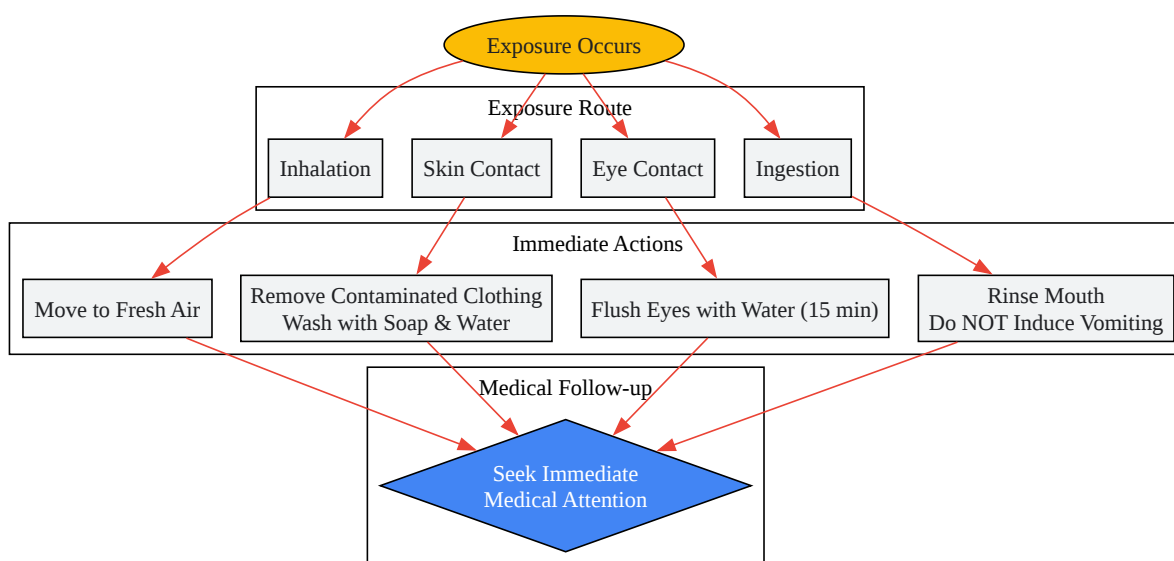 Exposure Occurs
Exposure Route
Inhalation
Skin Contact
Eye Contact
Ingestion
Immediate Actions
Move to Fresh Air
Remove Contaminated Clothing
Wash with Soap & Water
Flush Eyes with Water (15 min)
Rinse Mouth
Do NOT Induce Vomiting
Medical Follow-up
Seek Immediate
Medical Attention